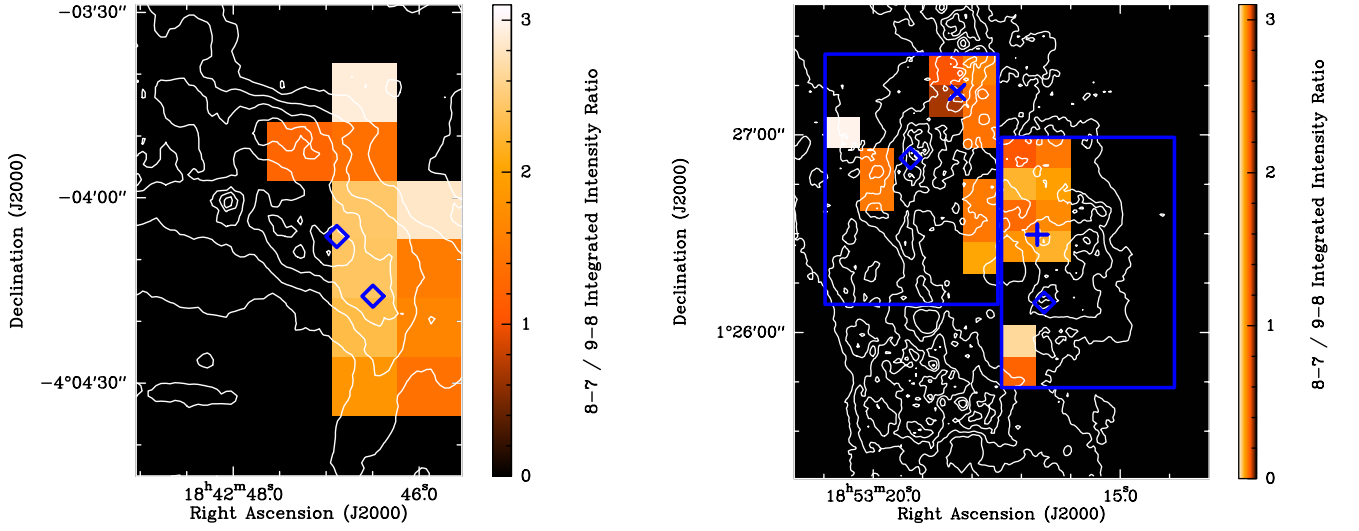 −03′30″
−04′00″
−4°04′30″
Declination (J2000)
18ʰ42ᵐ48ˢ.0
46ˢ.0
Right Ascension (J2000)
3
2
1
0
8−7 / 9−8 Integrated Intensity Ratio
27′00″
1°26′00″
Declination (J2000)
18ʰ53ᵐ20ˢ.0
15ˢ.0
Right Ascension (J2000)
3
2
1
0
8−7 / 9−8 Integrated Intensity Ratio